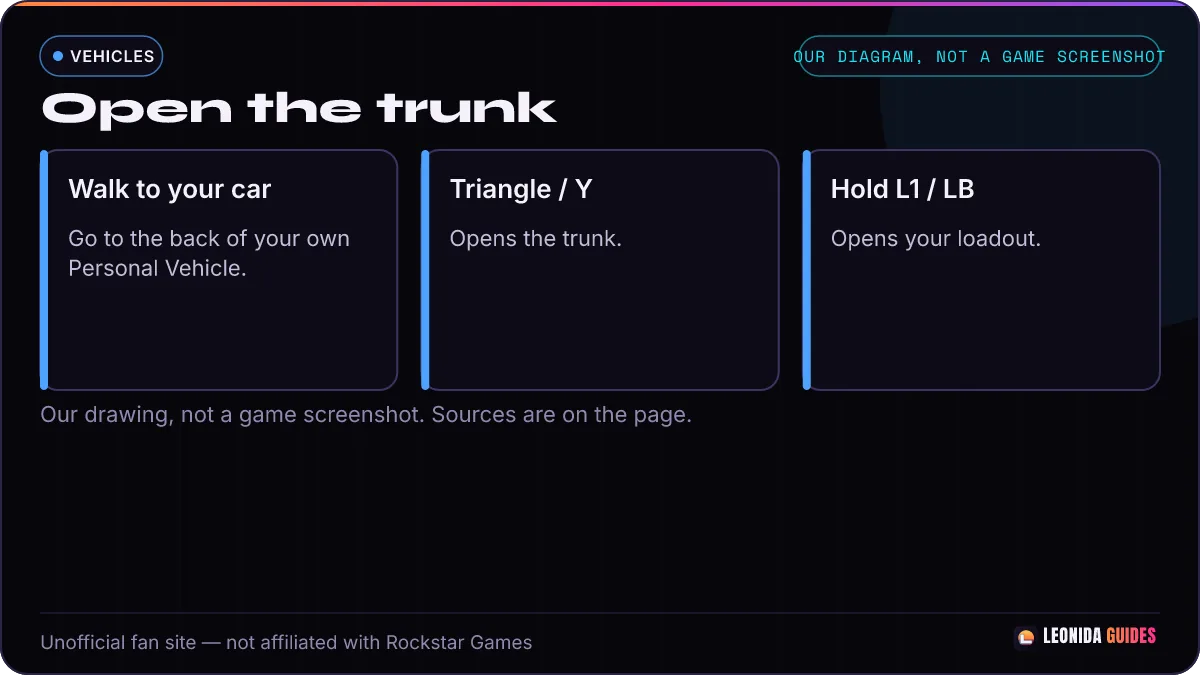 VEHICLES
OUR DIAGRAM, NOT A GAME SCREENSHOT
Open the trunk
Walk to your car
Go to the back of your own
Personal Vehicle.
Triangle / Y
Opens the trunk.
Hold L1 / LB
Opens your loadout.
Our drawing, not a game screenshot. Sources are on the page.
Unofficial fan site — not affiliated with Rockstar Games
LEONIDA GUIDES